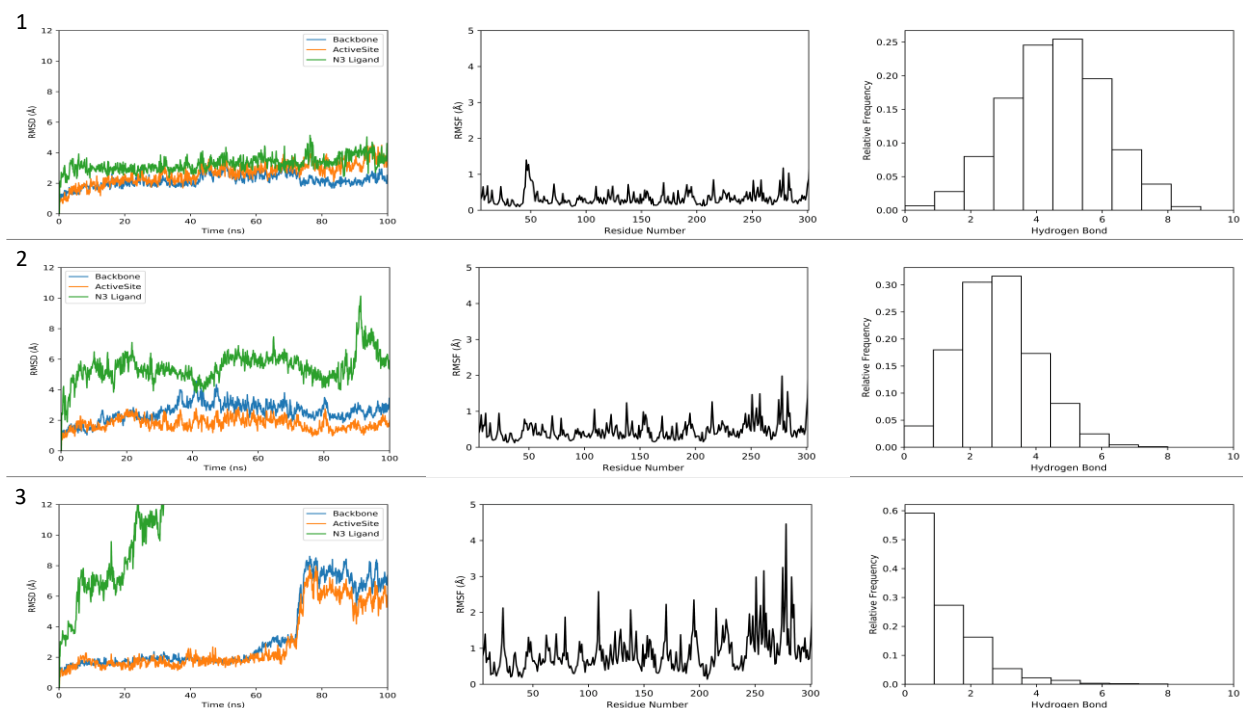 1
12
10
8
6
4
2
0
RMSD (Å)
Backbone
ActiveSite
N3 Ligand
0 20 40 60 80 100
Time (ns)
5
4
3
2
1
0
RMSF (Å)
50 100 150 200 250 300
Residue Number
0.25
0.20
0.15
0.10
0.05
0.00
Relative Frequency
0 2 4 6 8 10
Hydrogen Bond
2
12
10
8
6
4
2
0
RMSD (Å)
Backbone
ActiveSite
N3 Ligand
0 20 40 60 80 100
Time (ns)
5
4
3
2
1
0
RMSF (Å)
50 100 150 200 250 300
Residue Number
0.30
0.25
0.20
0.15
0.10
0.05
0.00
Relative Frequency
0 2 4 6 8 10
Hydrogen Bond
3
12
10
8
6
4
2
0
RMSD (Å)
Backbone
ActiveSite
N3 Ligand
0 20 40 60 80 100
Time (ns)
5
4
3
2
1
0
RMSF (Å)
50 100 150 200 250 300
Residue Number
0.6
0.5
0.4
0.3
0.2
0.1
0.0
Relative Frequency
0 2 4 6 8 10
Hydrogen Bond